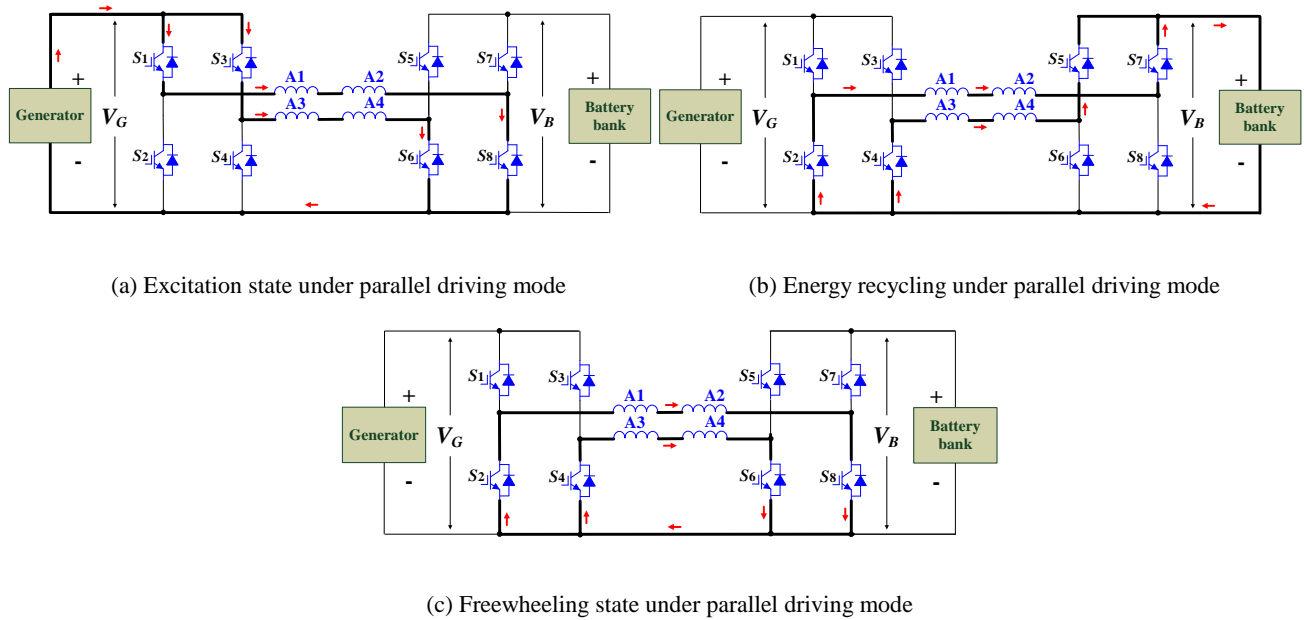 S1
S3
S5
S7
A1
A2
A3
A4
+
-
Generator
VG
S2
S4
S6
S8
VB
+
-
Battery
bank
(a) Excitation state under parallel driving mode
S1
S3
S5
S7
A1
A2
A3
A4
+
-
Generator
VG
S2
S4
S6
S8
VB
+
-
Battery
bank
(b) Energy recycling under parallel driving mode
S1
S3
S5
S7
A1
A2
A3
A4
+
-
Generator
VG
S2
S4
S6
S8
VB
+
-
Battery
bank
(c) Freewheeling state under parallel driving mode